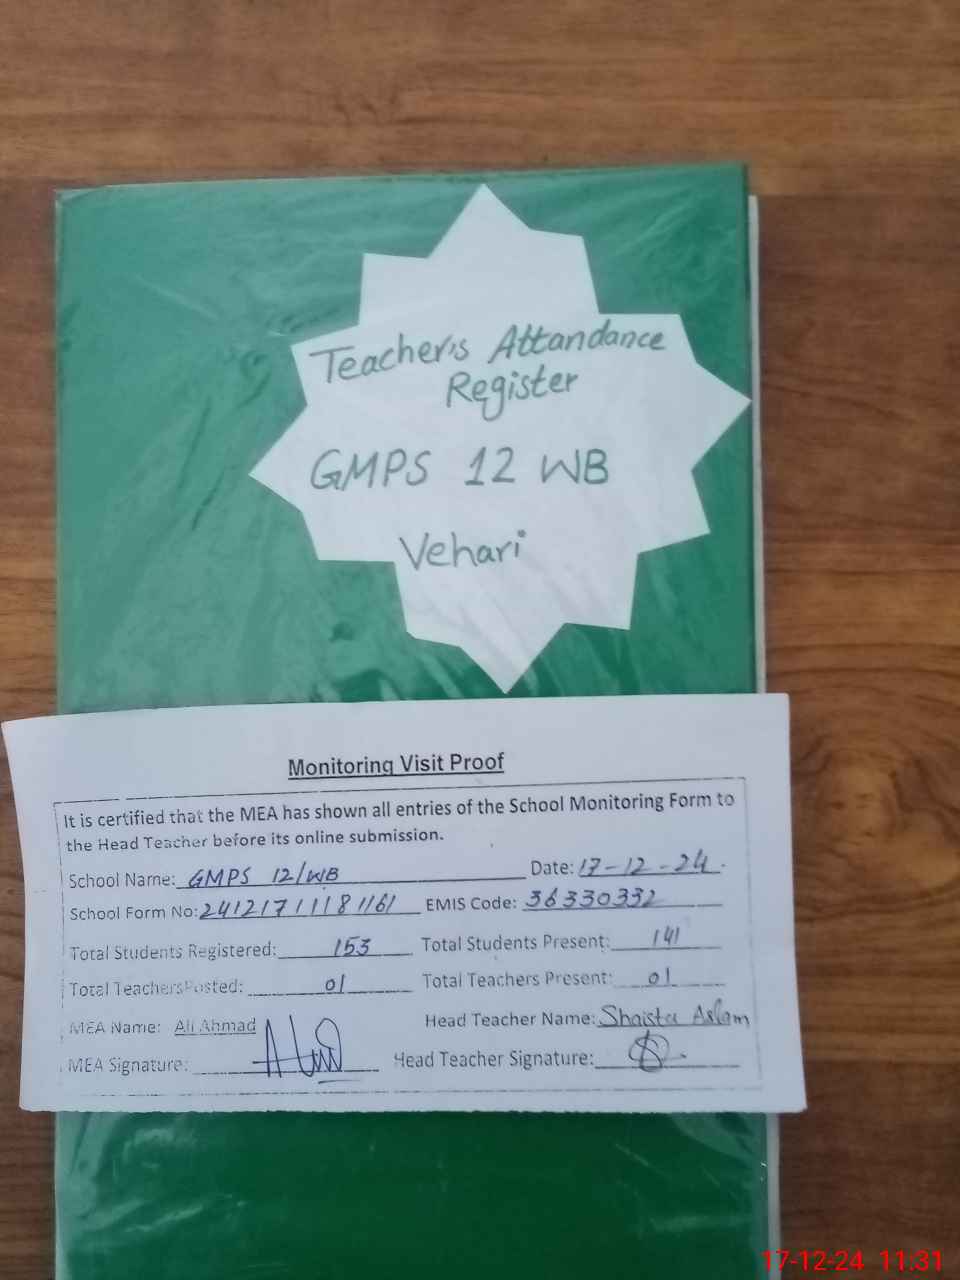 Teacher's Attandance
Register
GMPS 12 WB
Vehari
Monitoring Visit Proof
It is certified that the MEA has shown all entries of the School Monitoring Form to
the Head Teacher before its online submission.
School Name: GMPS 12/WB Date: 17-12-24.
School Form No: 24121711181161 EMIS Code: 36330332
Total Students Registered: 153 Total Students Present: 141
Total Teachers Posted: 01 Total Teachers Present: 01
MEA Name: Ali Ahmad Head Teacher Name: Shaista Aslam
MEA Signature: Head Teacher Signature:
17-12-24 11:31